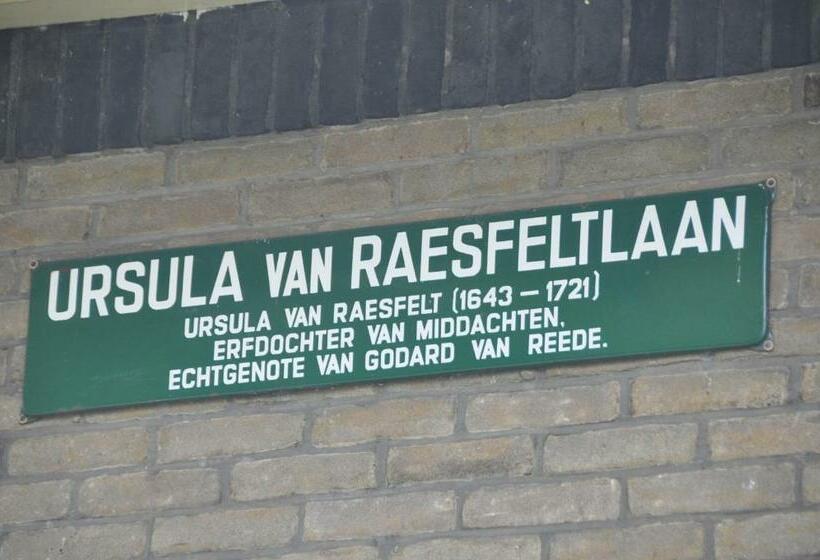 URSULA VAN RAESFELTLAAN
URSULA VAN RAESFELT (1643 — 1721)
ERFDOCHTER VAN MIDDACHTEN,
ECHTGENOTE VAN GODARD VAN REEDE.